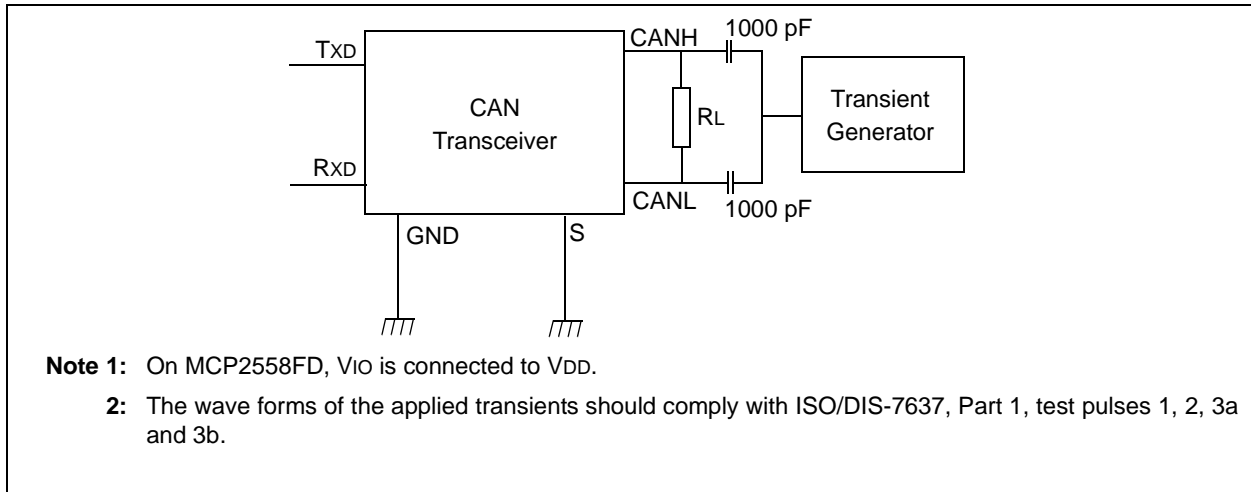 1000 pF
CANH
TXD
CAN
Transceiver
RL
Transient
Generator
RXD
CANL
1000 pF
GND
S
Note 1: On MCP2558FD, VIO is connected to VDD.
2: The wave forms of the applied transients should comply with ISO/DIS-7637, Part 1, test pulses 1, 2, 3a
and 3b.